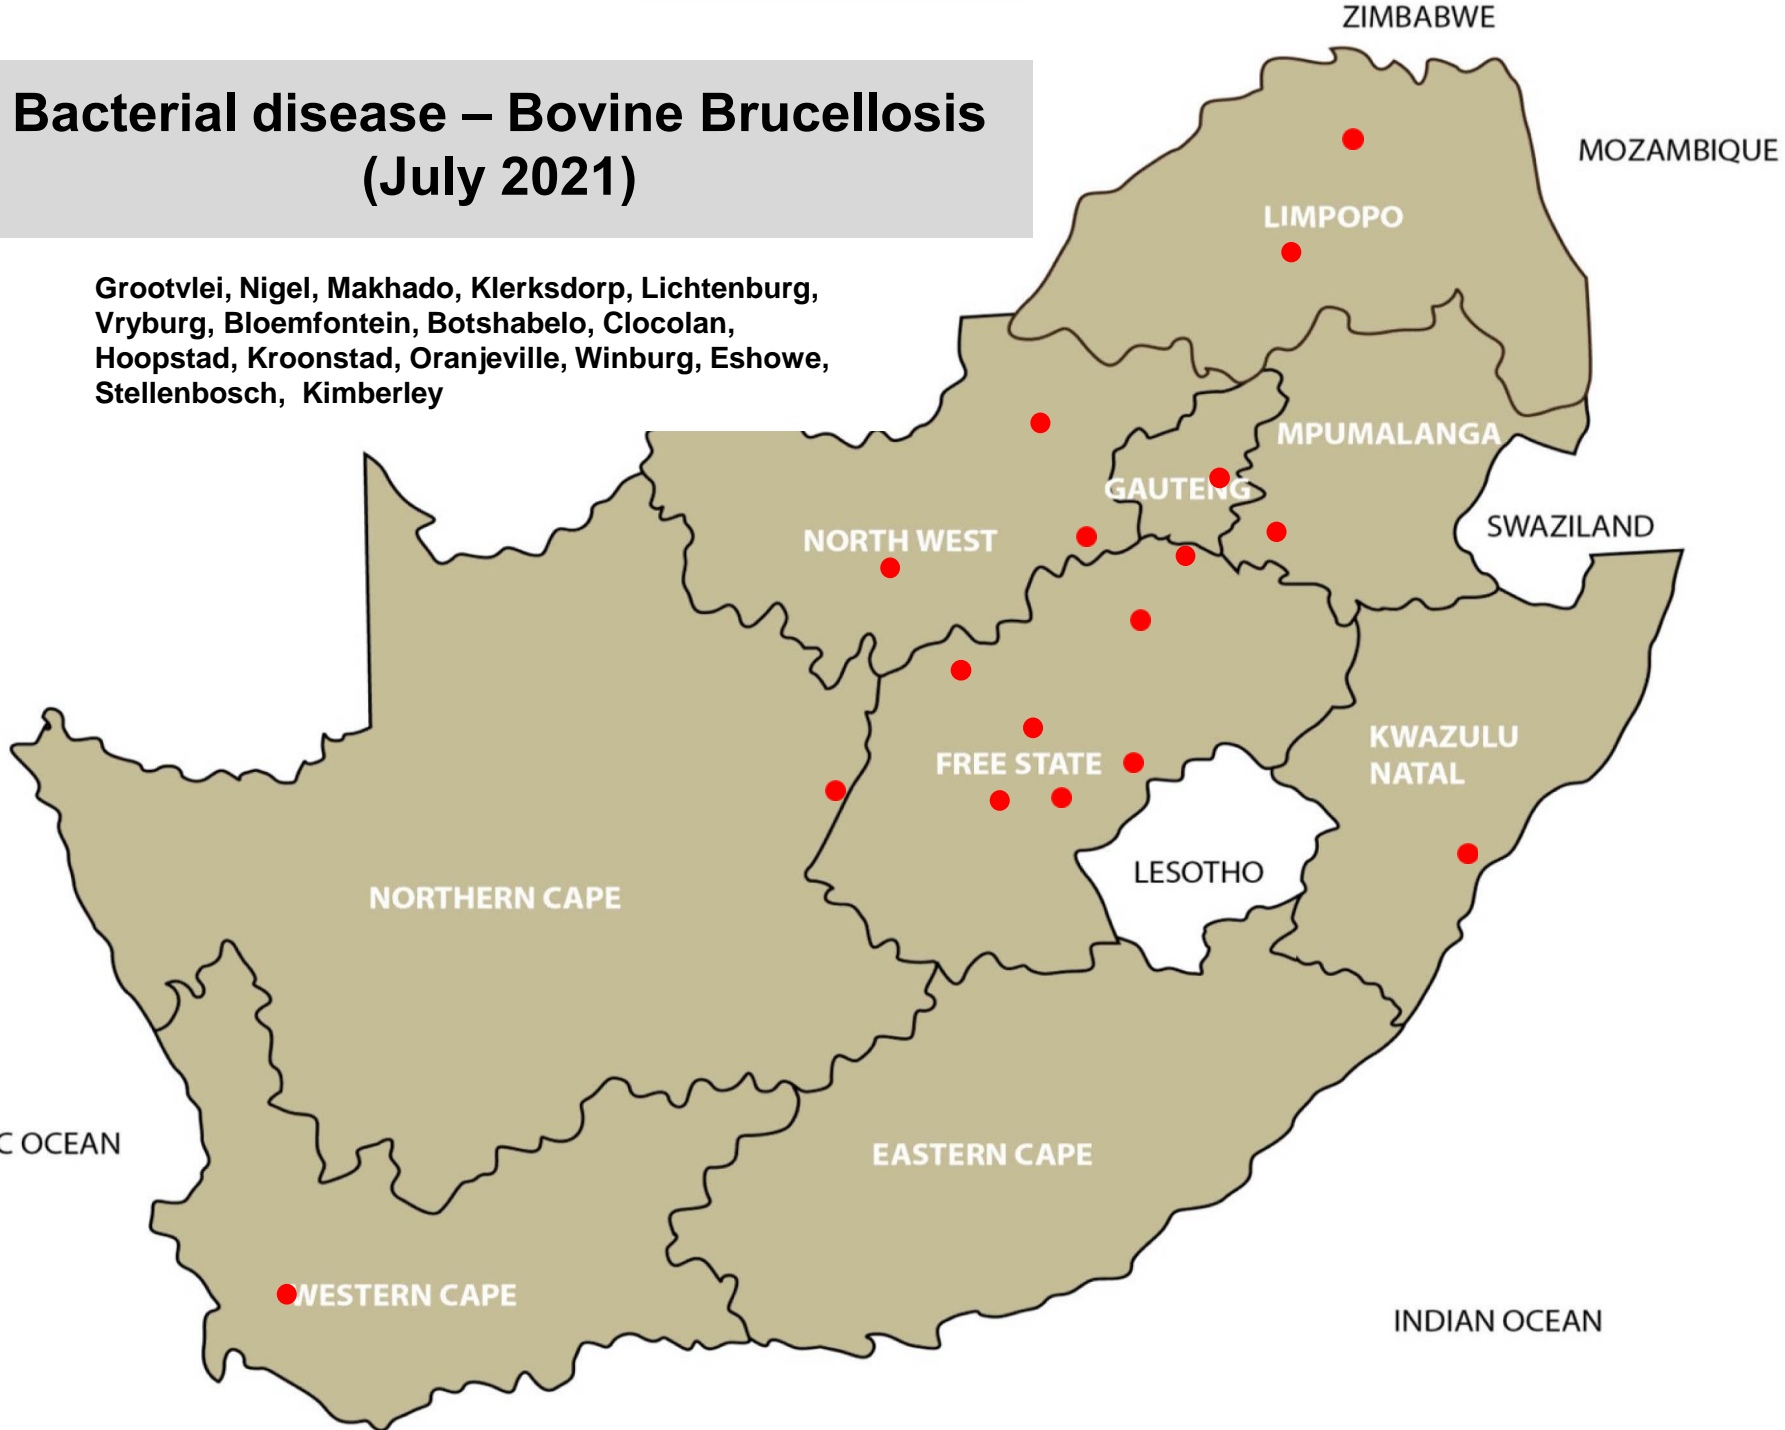 ZIMBABWE
Bacterial disease – Bovine Brucellosis
(July 2021)
MOZAMBIQUE
LIMPOPO
Grootvlei, Nigel, Makhado, Klerksdorp, Lichtenburg,
Vryburg, Bloemfontein, Botshabelo, Clocolan,
Hoopstad, Kroonstad, Oranjeville, Winburg, Eshowe,
Stellenbosch, Kimberley
MPUMALANGA
GAUTENG
SWAZILAND
NORTH WEST
KWAZULU
NATAL
FREE STATE
LESOTHO
NORTHERN CAPE
C OCEAN
EASTERN CAPE
WESTERN CAPE
INDIAN OCEAN